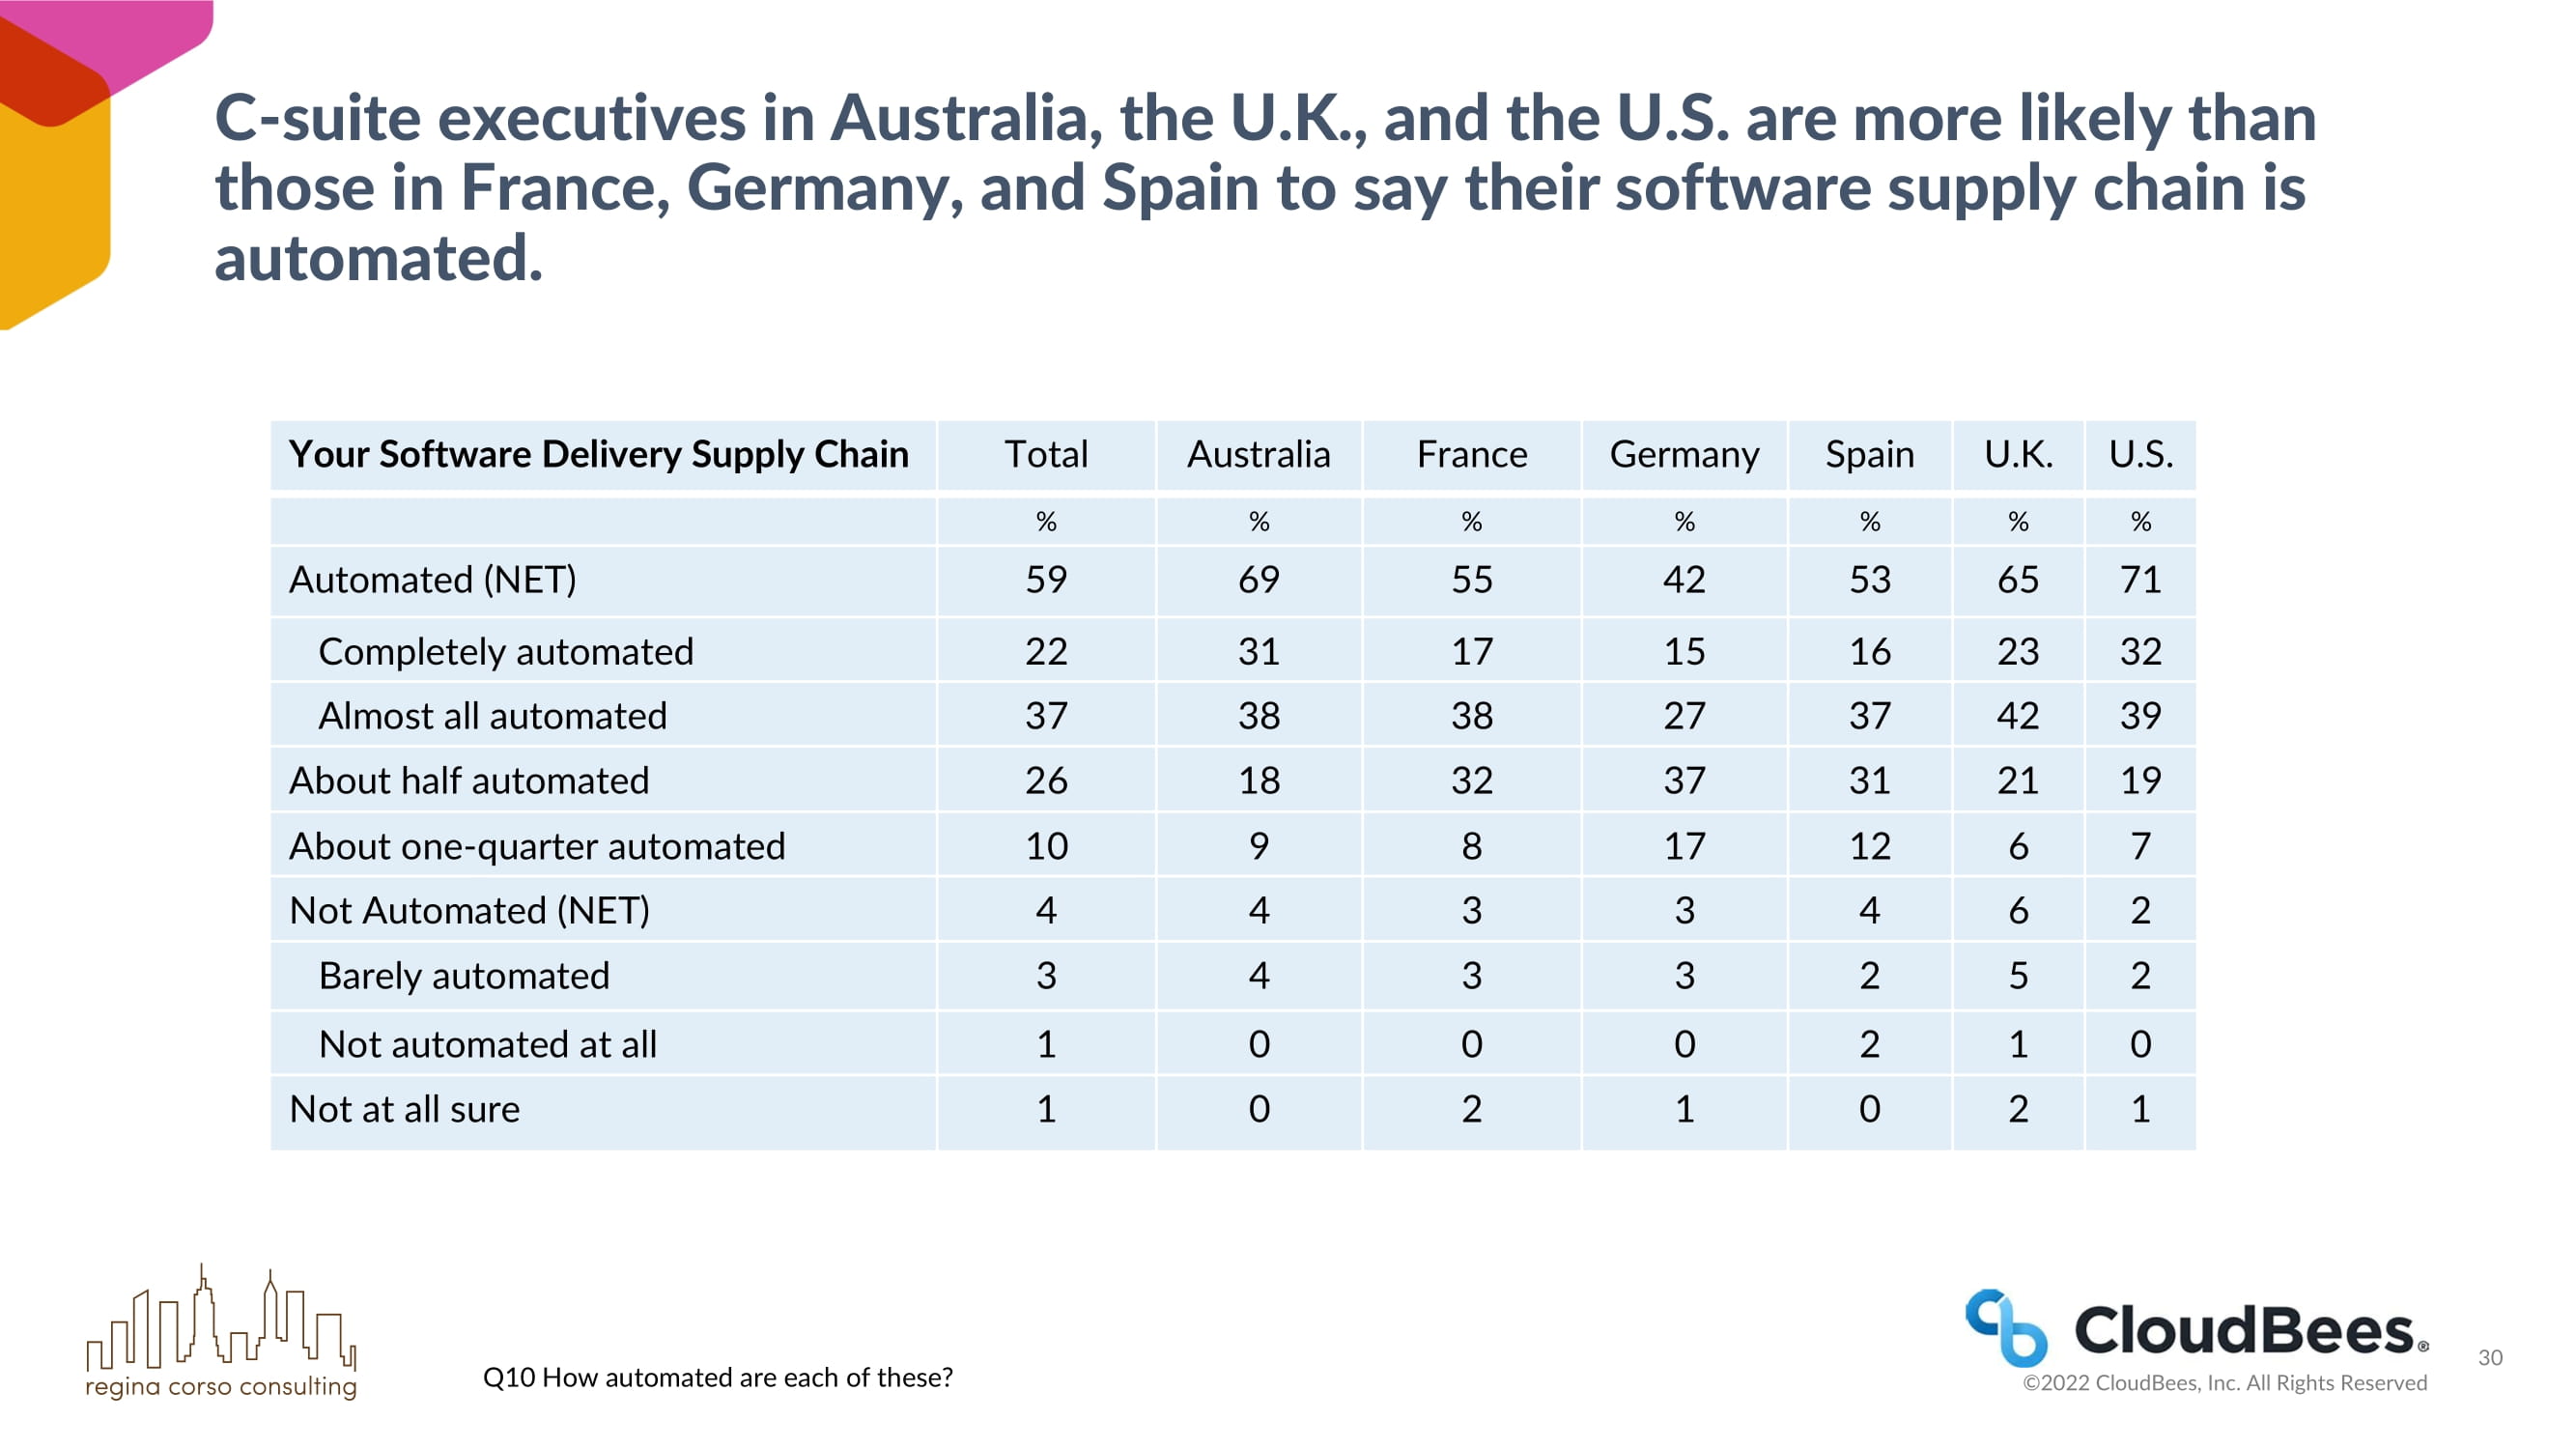 C-suite executives in Australia, the U.K., and the U.S. are more likely than
those in France, Germany, and Spain to say their software supply chain is
automated.
Your Software Delivery Supply Chain Total Australia France Germany Spain U.K. U.S.
% % % % % % %
Automated (NET) 59 69 55 42 53 65 71
Completely automated 22 31 17 15 16 23 32
Almost all automated 37 38 38 27 37 42 39
About half automated 26 18 32 37 31 21 19
About one-quarter automated 10 9 8 17 12 6 7
Not Automated (NET) 4 4 3 3 4 6 2
Barely automated 3 4 3 3 2 5 2
Not automated at all 1 0 0 0 2 1 0
Not at all sure 1 0 2 1 0 2 1
regina corso consulting
Q10 How automated are each of these?
CloudBees®
©2022 CloudBees, Inc. All Rights Reserved
30